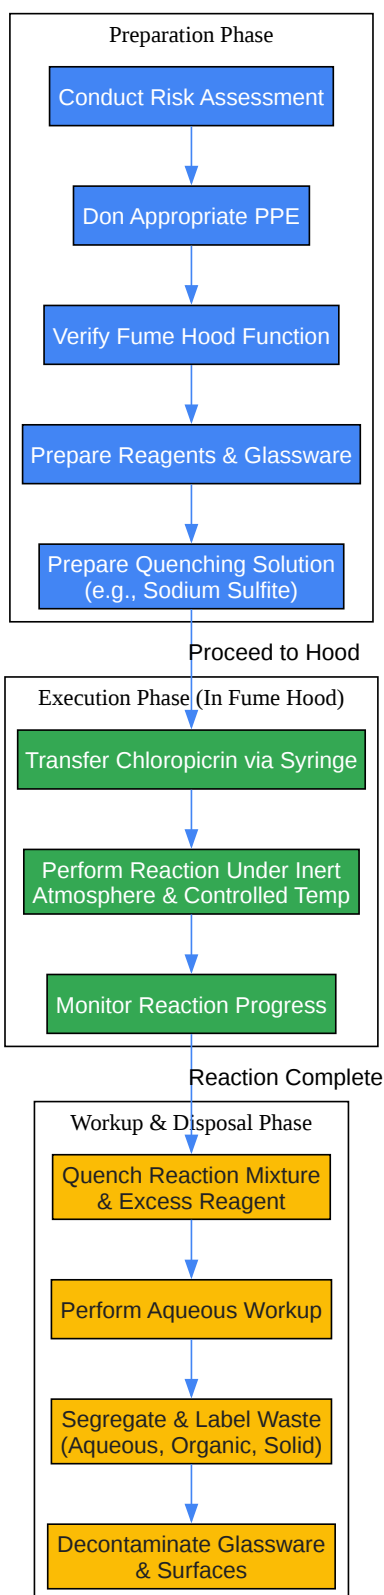 Preparation Phase
Conduct Risk Assessment
Don Appropriate PPE
Verify Fume Hood Function
Prepare Reagents & Glassware
Prepare Quenching Solution
(e.g., Sodium Sulfite)
Proceed to Hood
Execution Phase (In Fume Hood)
Transfer Chloropicrin via Syringe
Perform Reaction Under Inert
Atmosphere & Controlled Temp
Monitor Reaction Progress
Reaction Complete
Workup & Disposal Phase
Quench Reaction Mixture
& Excess Reagent
Perform Aqueous Workup
Segregate & Label Waste
(Aqueous, Organic, Solid)
Decontaminate Glassware
& Surfaces